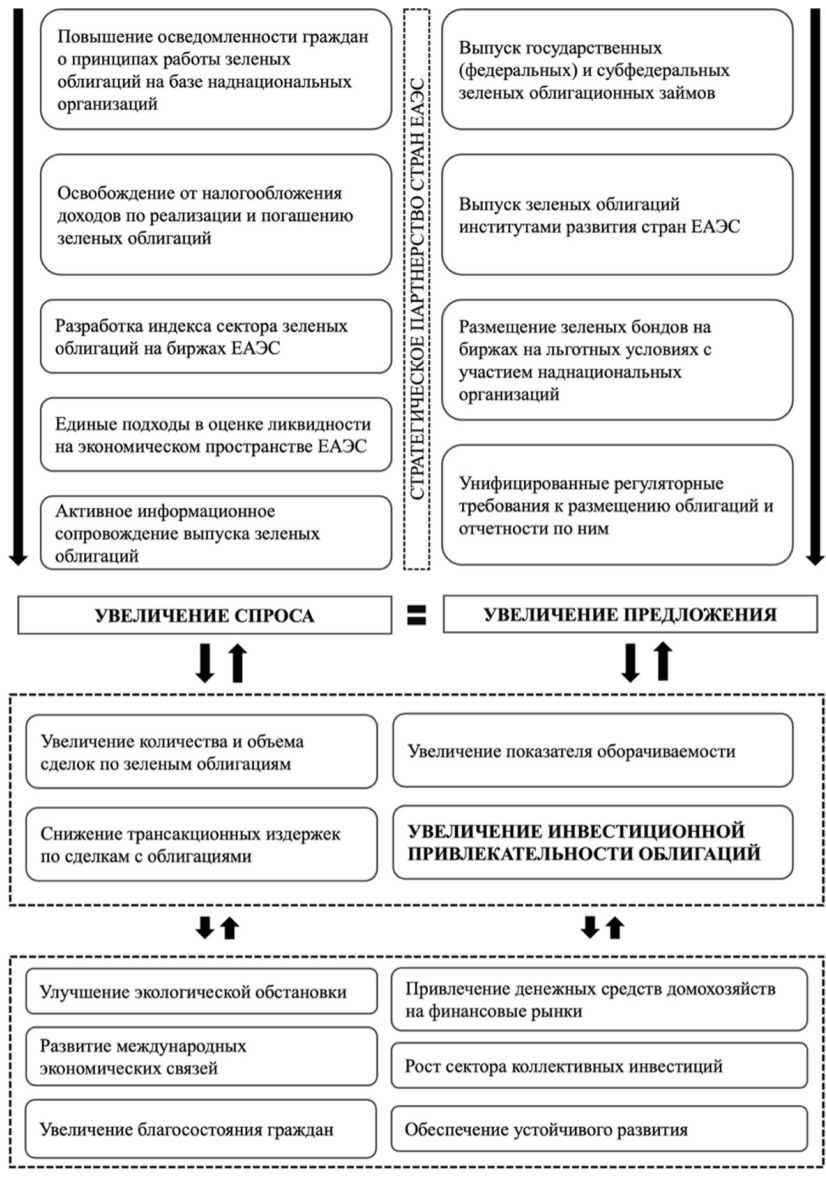 Повышение осведомленности граждан
о принципах работы зеленых
облигаций на базе наднациональных
организаций
Освобождение от налогообложения
доходов по реализации и погашению
зеленых облигаций
Разработка индекса сектора зеленых
облигаций на биржах ЕАЭС
Единые подходы в оценке ликвидности
на экономическом пространстве ЕАЭС
Активное информационное
сопровождение выпуска зеленых
облигаций
СТРАТЕГИЧЕСКОЕ ПАРТНЕРСТВО СТРАН ЕАЭС
Выпуск государственных
(федеральных) и субфедеральных
зеленых облигационных займов
Выпуск зеленых облигаций
институтами развития стран ЕАЭС
Размещение зеленых бондов на
биржах на льготных условиях с
участием наднациональных
организаций
Унифицированные регуляторные
требования к размещению облигаций и
отчетности по ним
УВЕЛИЧЕНИЕ СПРОСА
=
УВЕЛИЧЕНИЕ ПРЕДЛОЖЕНИЯ
Увеличение количества и объема
сделок по зеленым облигациям
Увеличение показателя оборачиваемости
Снижение трансакционных издержек
по сделкам с облигациями
УВЕЛИЧЕНИЕ ИНВЕСТИЦИОННОЙ
ПРИВЛЕКАТЕЛЬНОСТИ ОБЛИГАЦИЙ
Улучшение экологической обстановки
Привлечение денежных средств домохозяйств
на финансовые рынки
Развитие международных
экономических связей
Рост сектора коллективных инвестиций
Увеличение благосостояния граждан
Обеспечение устойчивого развития